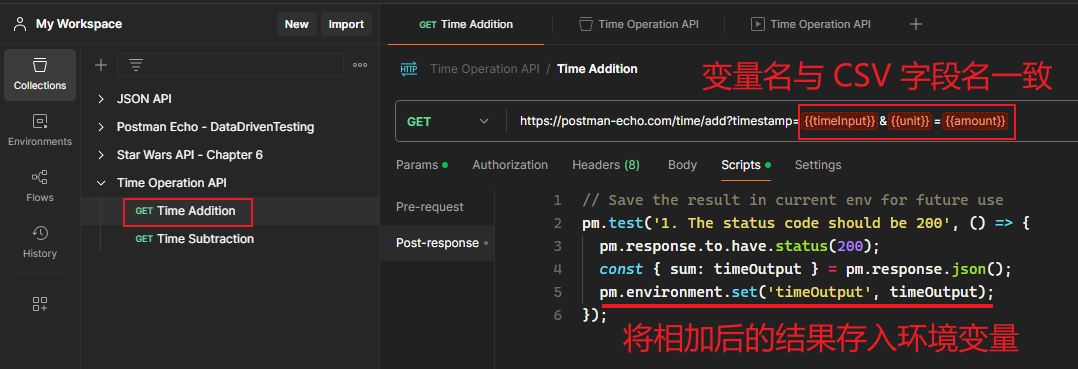 My Workspace
New
Import
GET Time Addition
Time Operation API
Time Operation API
Collections
Environments
Flows
History
JSON API
Postman Echo - DataDrivenTesting
Star Wars API - Chapter 6
Time Operation API
GET Time Addition
GET Time Subtraction
HTTP Time Operation API / Time Addition
变量名与 CSV 字段名一致
GET
https://postman-echo.com/time/add?timestamp={{timeInput}}&{{unit}}={{amount}}
Params
Authorization
Headers (8)
Body
Scripts
Settings
Pre-request
Post-response
1 // Save the result in current env for future use
2 pm.test('1. The status code should be 200', () => {
3 pm.response.to.have.status(200);
4 const { sum: timeOutput } = pm.response.json();
5 pm.environment.set('timeOutput', timeOutput);
6 });
将相加后的结果存入环境变量